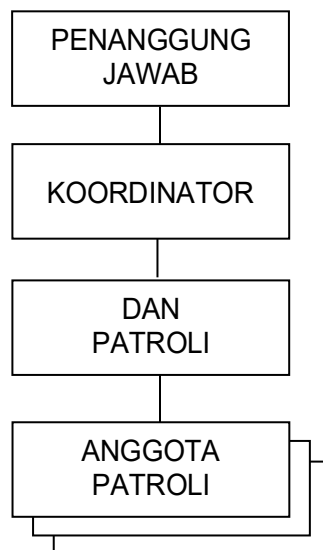 PENANGGUNG
JAWAB
KOORDINATOR
DAN
PATROLI
ANGGOTA
PATROLI